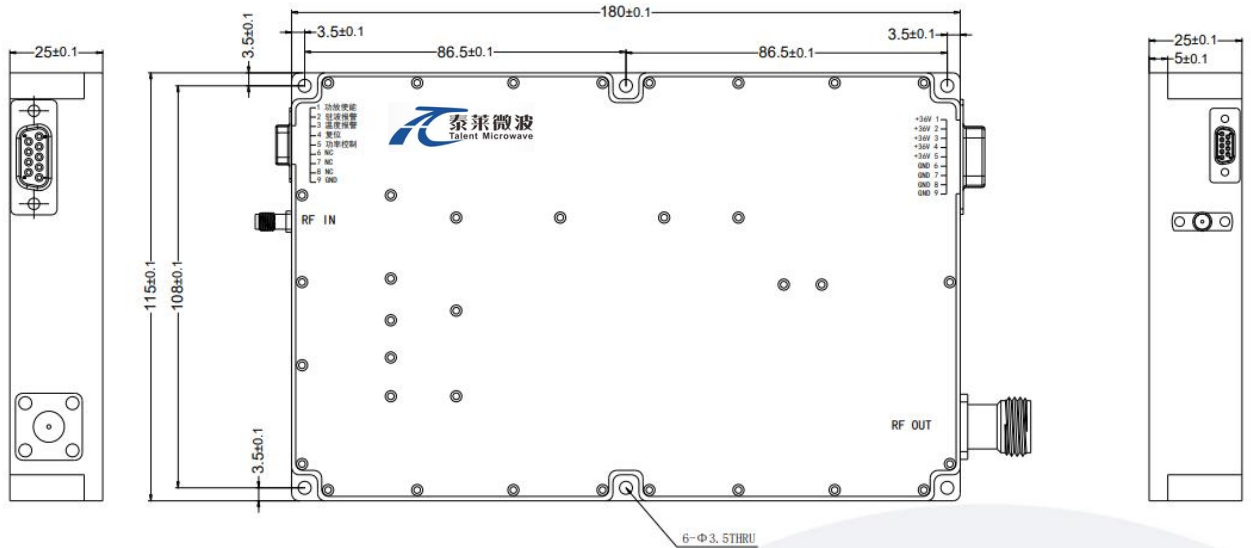 180±0.1
25±0.1
3.5±0.1
3.5±0.1
86.5±0.1
86.5±0.1
3.5±0.1
25±0.1
5±0.1
1 功放使能
2 驻波报警
3 温度报警
4 复位
5 功率控制
6 NC
7 NC
8 NC
9 GND
泰莱微波
Talent Microwave
+36V 1
+36V 2
+36V 3
+36V 4
+36V 5
GND 6
GND 7
GND 8
GND 9
RF IN
115±0.1
108±0.1
RF OUT
3.5±0.1
6-Φ3.5THRU